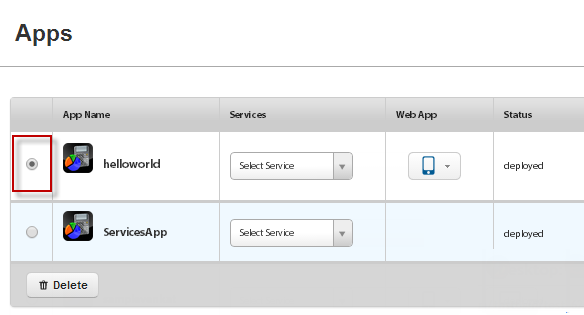 Apps
App Name Services Web App Status
helloworld Select Service deployed
ServicesApp Select Service deployed
Delete